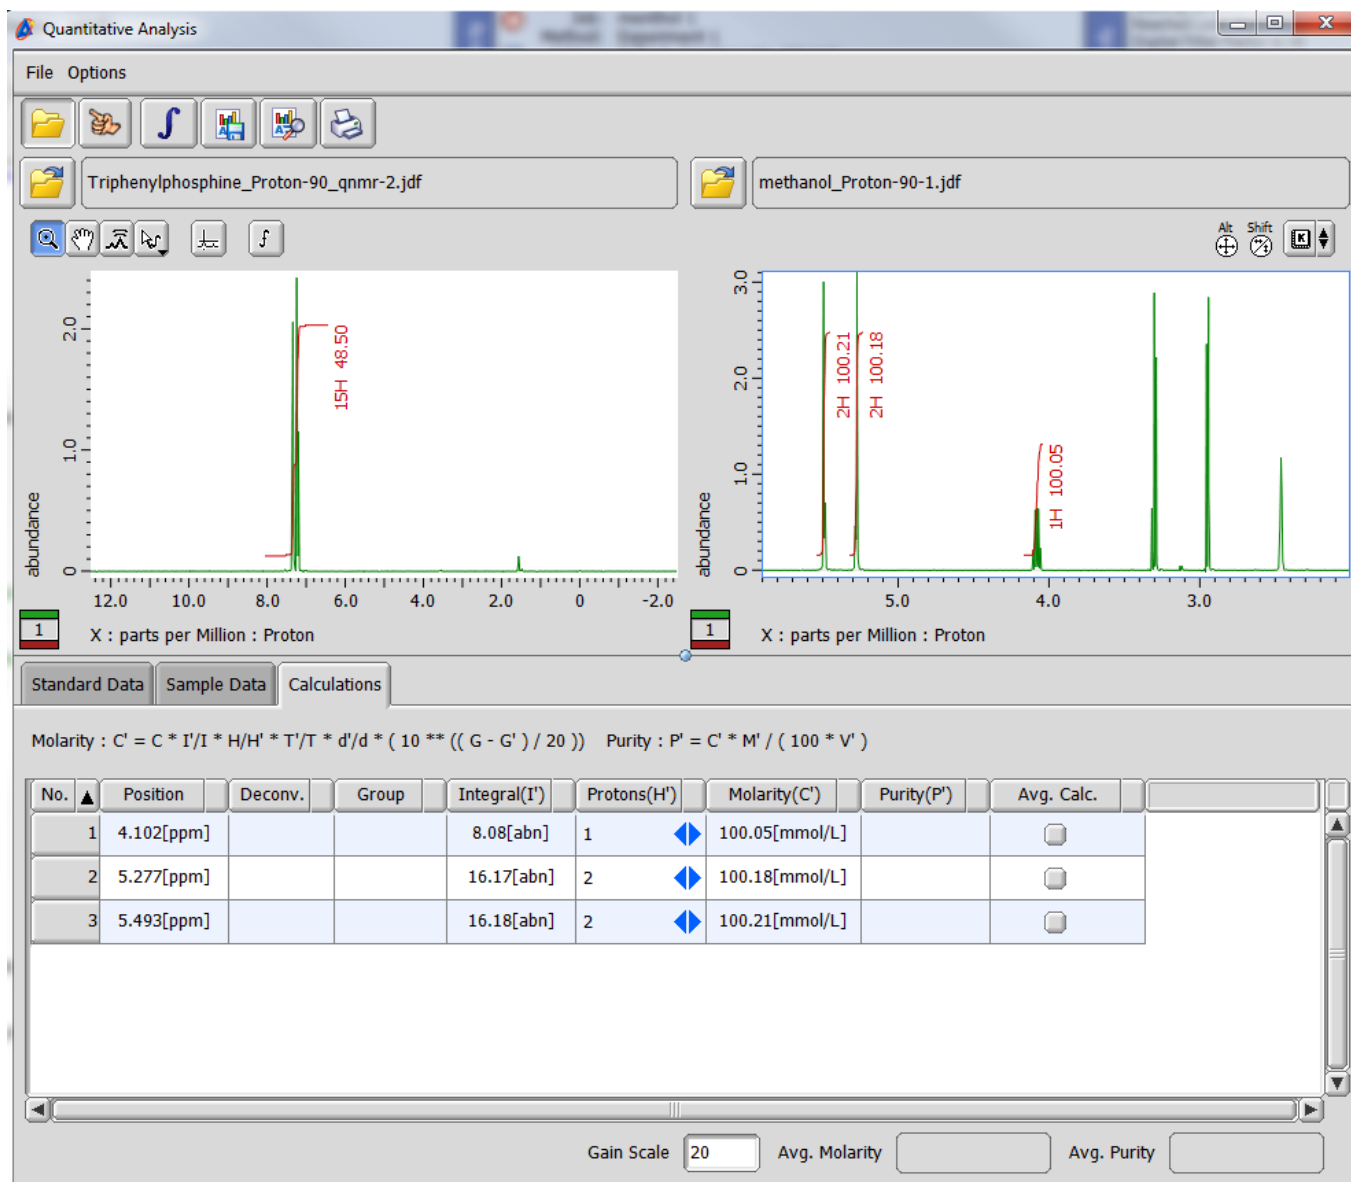 Quantitative Analysis
File Options
Triphenylphosphine_Proton-90_qnmr-2.jdf
methanol_Proton-90-1.jdf
Alt Shift
K
abundance
0 1.0 2.0
15H 48.50
12.0 10.0 8.0 6.0 4.0 2.0 0 -2.0
1
X : parts per Million : Proton
abundance
0 1.0 2.0 3.0
2H 100.21
2H 100.18
1H 100.05
5.0 4.0 3.0
1
X : parts per Million : Proton
Standard Data Sample Data Calculations
Molarity : C' = C * I'/I * H/H' * T'/T * d'/d * ( 10 ** (( G - G' ) / 20 )) Purity : P' = C' * M' / ( 100 * V' )
No. Position Deconv. Group Integral(I') Protons(H') Molarity(C') Purity(P') Avg. Calc.
1 4.102[ppm] 8.08[abn] 1 100.05[mmol/L]
2 5.277[ppm] 16.17[abn] 2 100.18[mmol/L]
3 5.493[ppm] 16.18[abn] 2 100.21[mmol/L]
Gain Scale 20 Avg. Molarity Avg. Purity